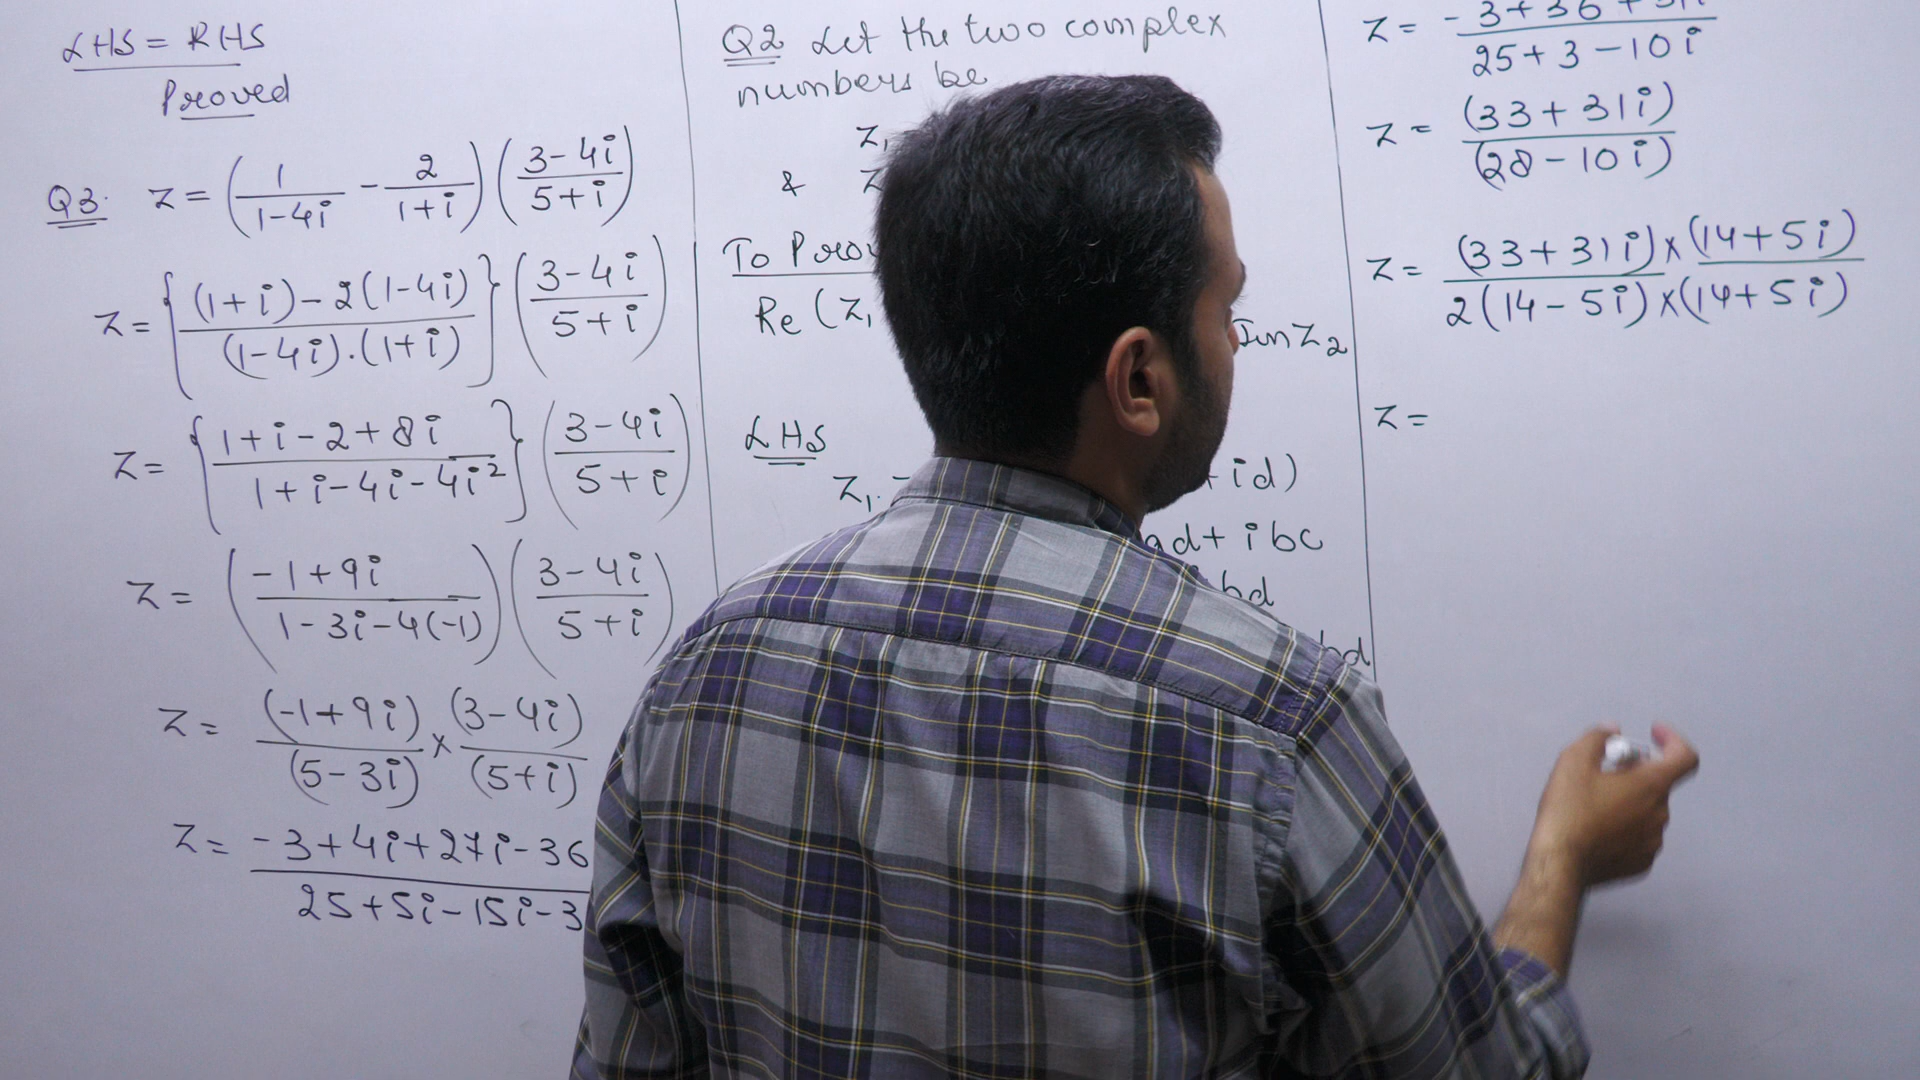 LHS = RHS
Proved
Q3. z = (1/(1-4i) - 2/(1+i)) ((3-4i)/(5+i))
z = {((1+i)-2(1-4i))/((1-4i).(1+i))} ((3-4i)/(5+i))
z = {(1+i-2+8i)/(1+i-4i-4i²)} ((3-4i)/(5+i))
z = ((-1+9i)/(1-3i-4(-1))) ((3-4i)/(5+i))
z = (-1+9i)/(5-3i) x (3-4i)/(5+i)
z = (-3+4i+27i-36)/(25+5i-15i-3)
Q2 Let the two complex
numbers be
z₁
& z
To Prov
Re (z₁ Im z₂
LHS
z₁. +id)
ad+ibc
bd
bd
z = (-3+36+31i)/(25+3-10i)
z = (33+31i)/(28-10i)
z = ((33+31i)x(14+5i))/(2(14-5i)x(14+5i))
z =